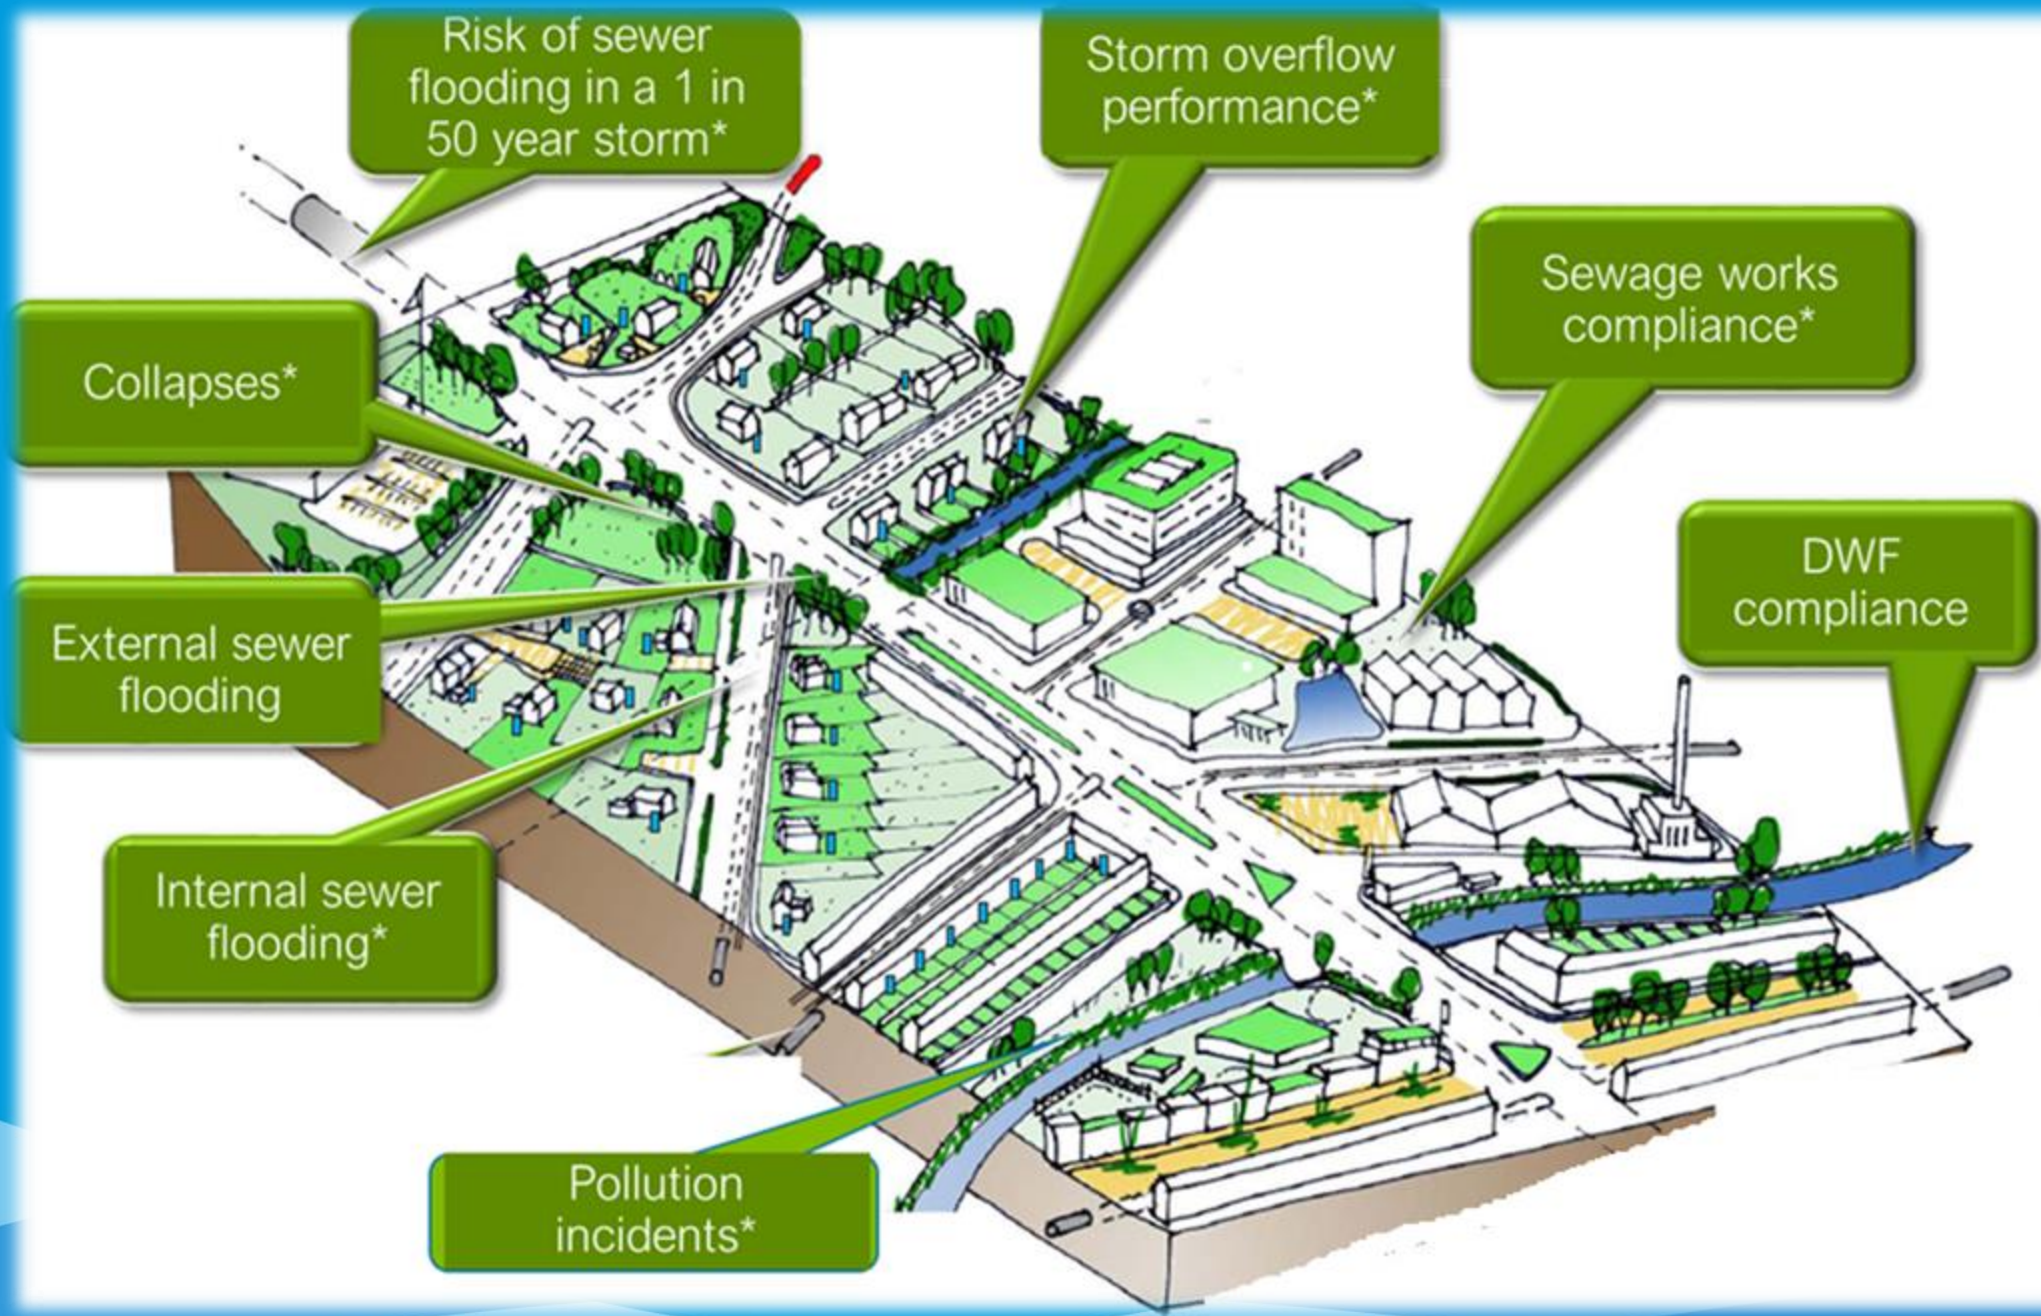 Risk of sewer
flooding in a 1 in
50 year storm*
Storm overflow
performance*
Sewage works
compliance*
Collapses*
DWF
compliance
External sewer
flooding
Internal sewer
flooding*
Pollution
incidents*